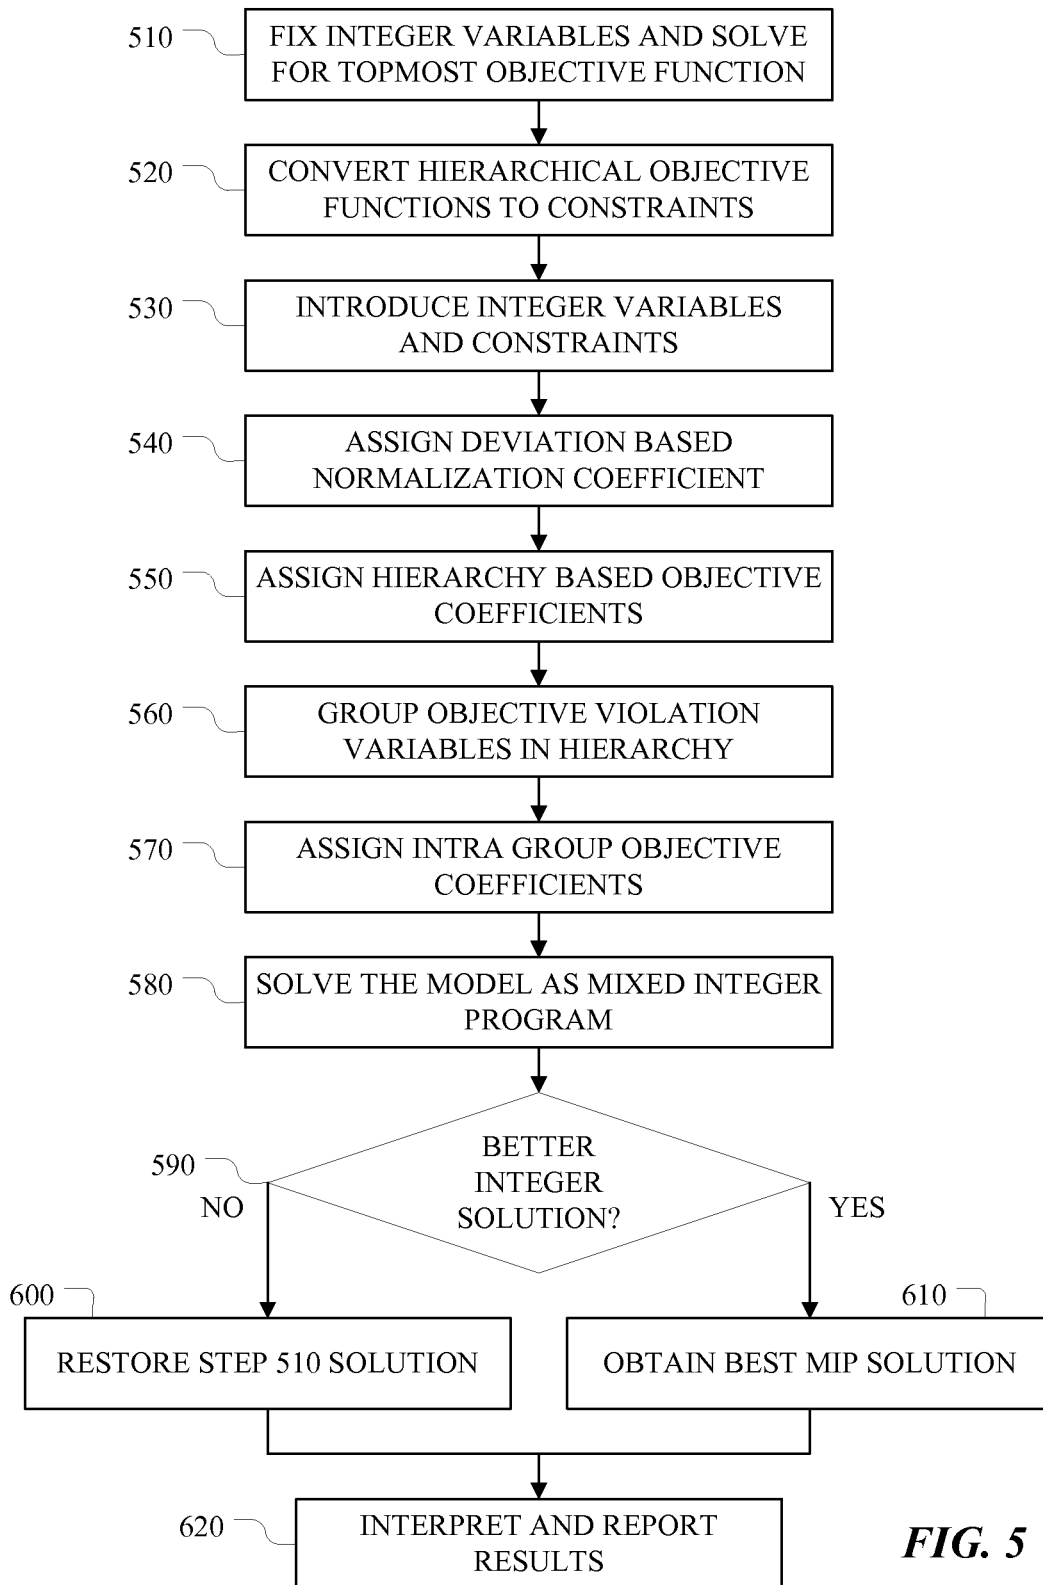 510
FIX INTEGER VARIABLES AND SOLVE
FOR TOPMOST OBJECTIVE FUNCTION
520
CONVERT HIERARCHICAL OBJECTIVE
FUNCTIONS TO CONSTRAINTS
530
INTRODUCE INTEGER VARIABLES
AND CONSTRAINTS
540
ASSIGN DEVIATION BASED
NORMALIZATION COEFFICIENT
550
ASSIGN HIERARCHY BASED OBJECTIVE
COEFFICIENTS
560
GROUP OBJECTIVE VIOLATION
VARIABLES IN HIERARCHY
570
ASSIGN INTRA GROUP OBJECTIVE
COEFFICIENTS
580
SOLVE THE MODEL AS MIXED INTEGER
PROGRAM
590
BETTER
INTEGER
SOLUTION?
NO
YES
600
RESTORE STEP 510 SOLUTION
610
OBTAIN BEST MIP SOLUTION
620
INTERPRET AND REPORT
RESULTS
FIG. 5